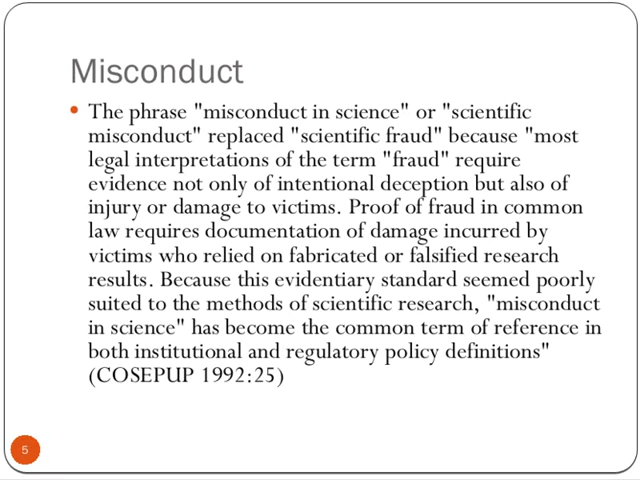 Misconduct
• The phrase "misconduct in science" or "scientific
misconduct" replaced "scientific fraud" because "most
legal interpretations of the term "fraud" require
evidence not only of intentional deception but also of
injury or damage to victims. Proof of fraud in common
law requires documentation of damage incurred by
victims who relied on fabricated or falsified research
results. Because this evidentiary standard seemed poorly
suited to the methods of scientific research, "misconduct
in science" has become the common term of reference in
both institutional and regulatory policy definitions"
(COSEPUP 1992:25)
5